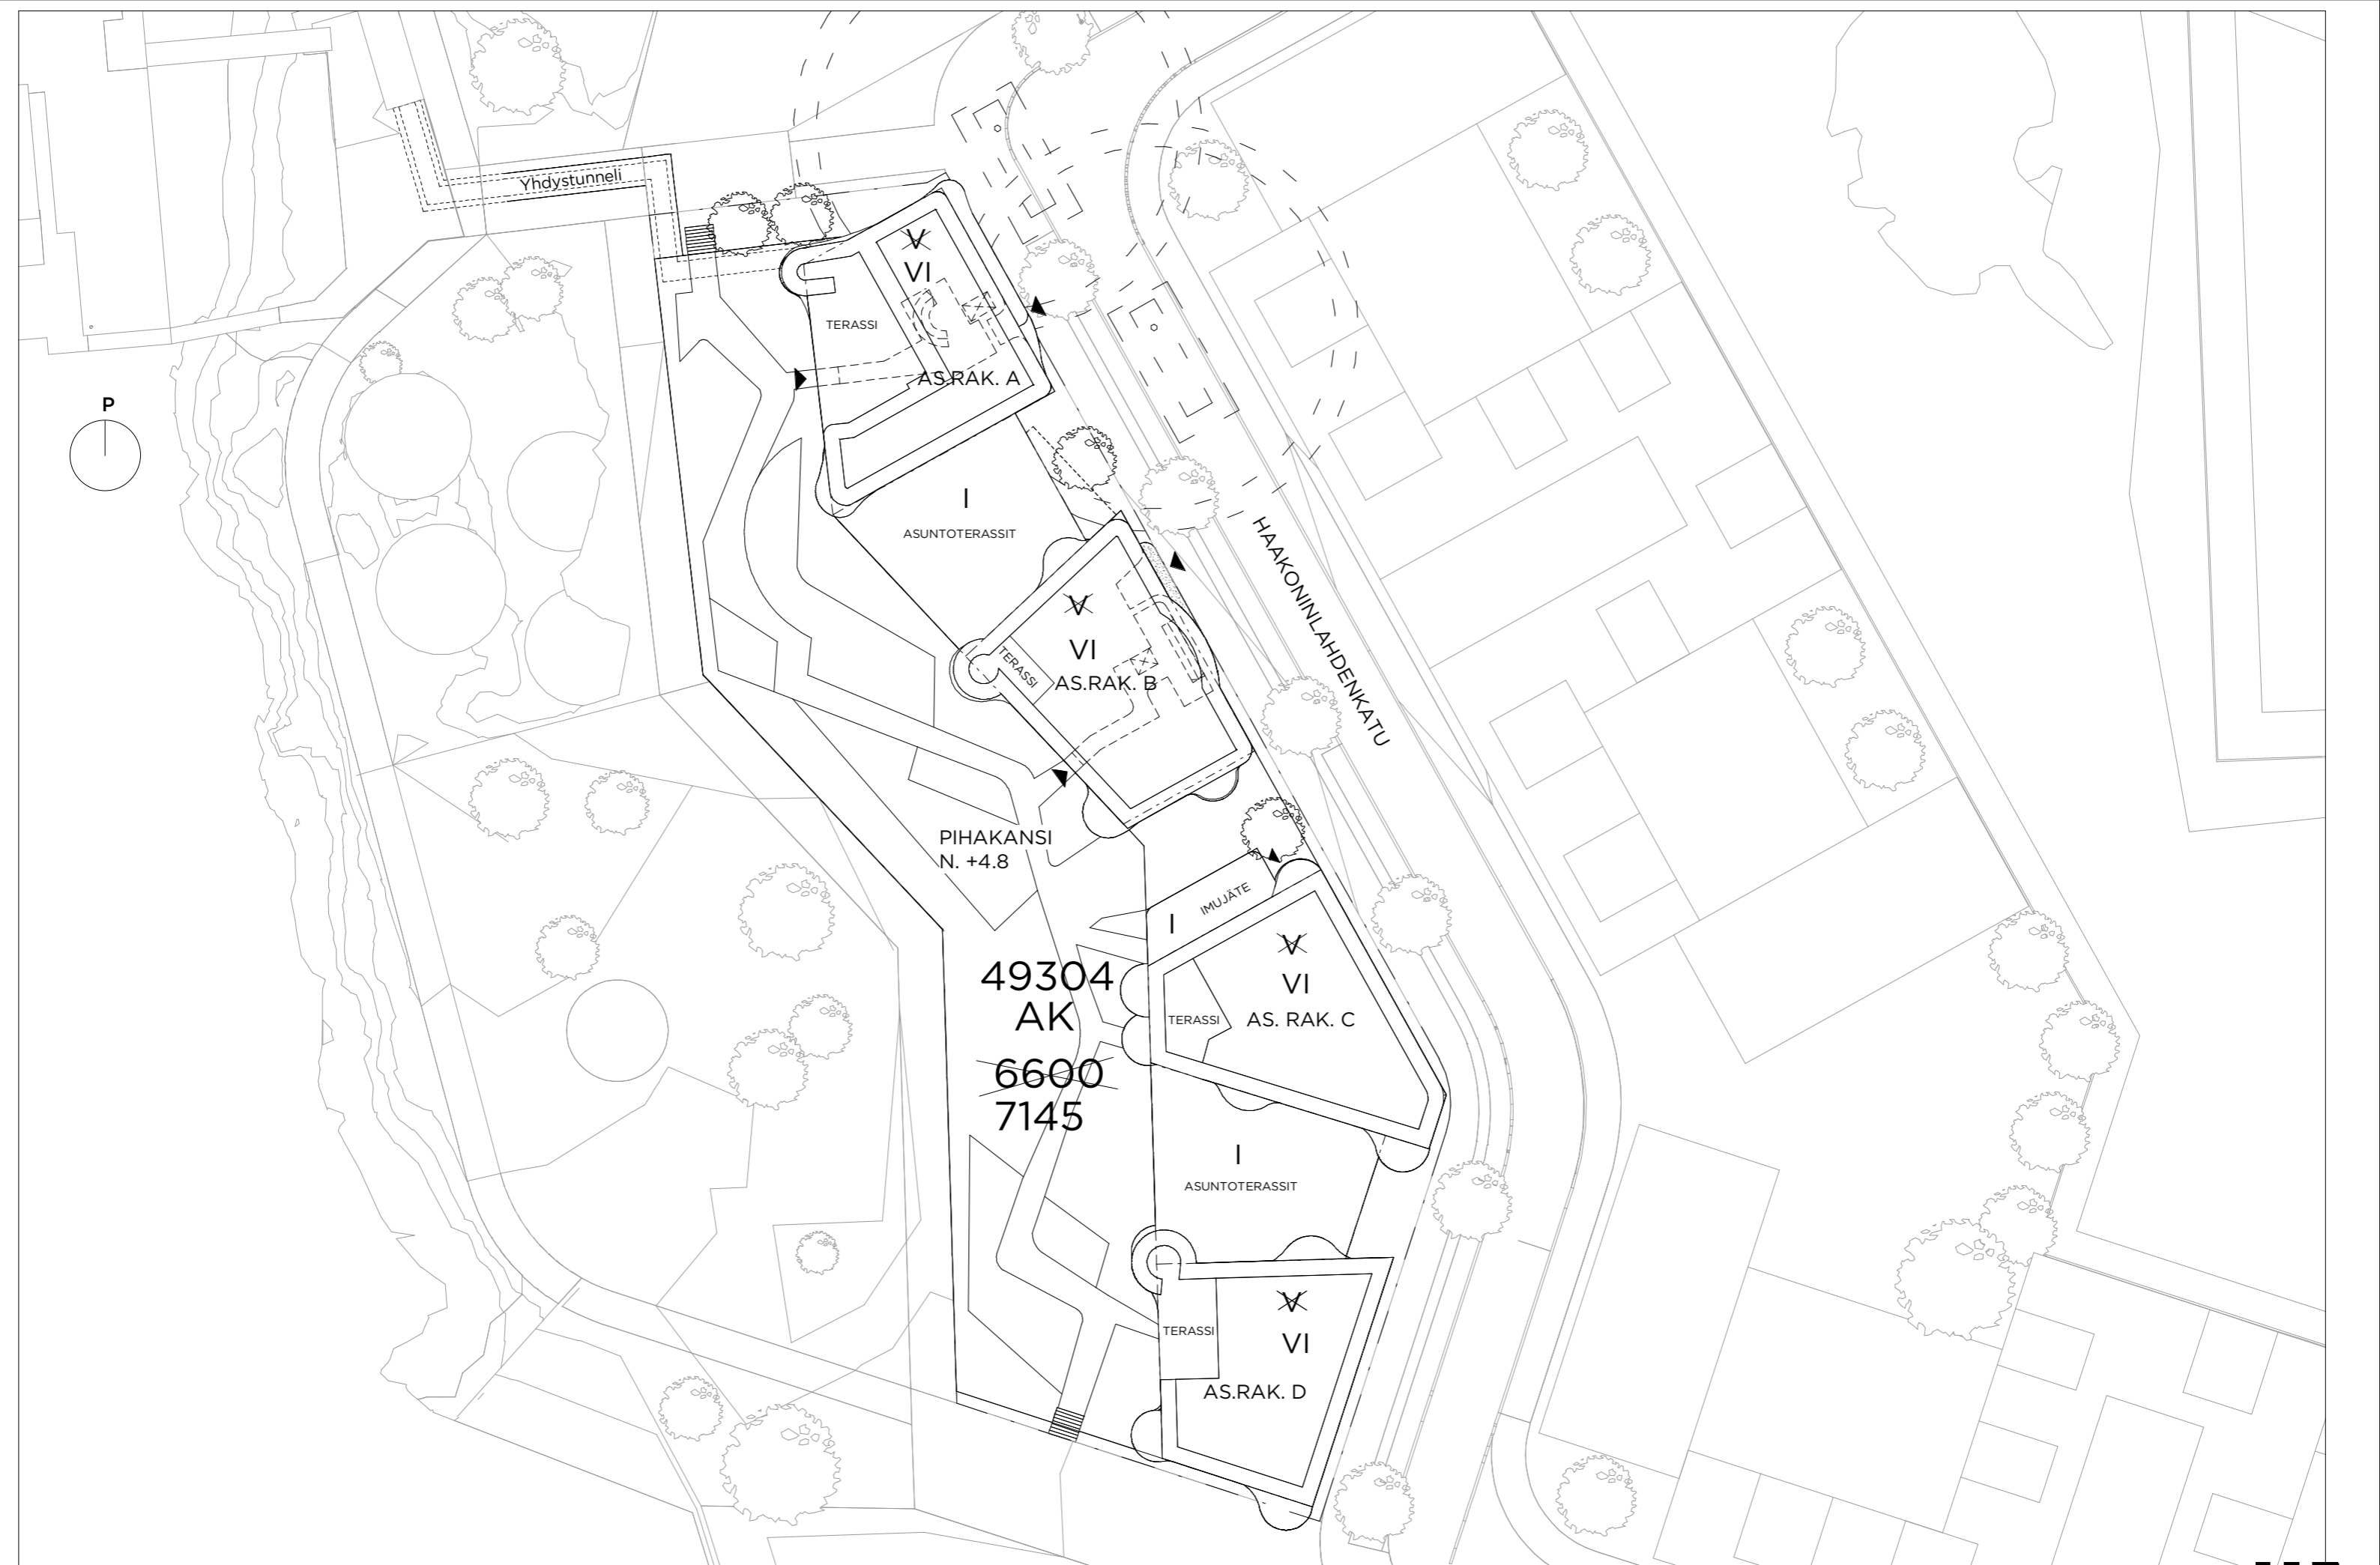 Yhdystunneli
P
V
VI
TERASSI
AS.RAK. A
I
ASUNTOTERASSIT
HAAKONINLAHDENKATU
V
VI
TERASSI
AS.RAK. B
PIHAKANSI
N. +4.8
IMUJÄTE
I
V
VI
TERASSI
AS. RAK. C
49304
AK
6600
7145
I
ASUNTOTERASSIT
V
VI
TERASSI
AS.RAK. D